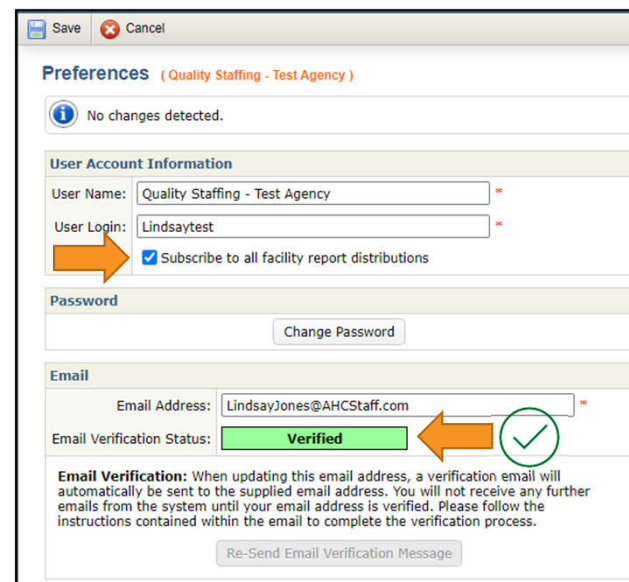 Save Cancel
Preferences ( Quality Staffing - Test Agency )
No changes detected.
User Account Information
User Name: Quality Staffing - Test Agency *
User Login: Lindsaytest *
Subscribe to all facility report distributions
Password
Change Password
Email
Email Address: LindsayJones@AHCStaff.com *
Email Verification Status: Verified
Email Verification: When updating this email address, a verification email will
automatically be sent to the supplied email address. You will not receive any further
emails from the system until your email address is verified. Please follow the
instructions contained within the email to complete the verification process.
Re-Send Email Verification Message